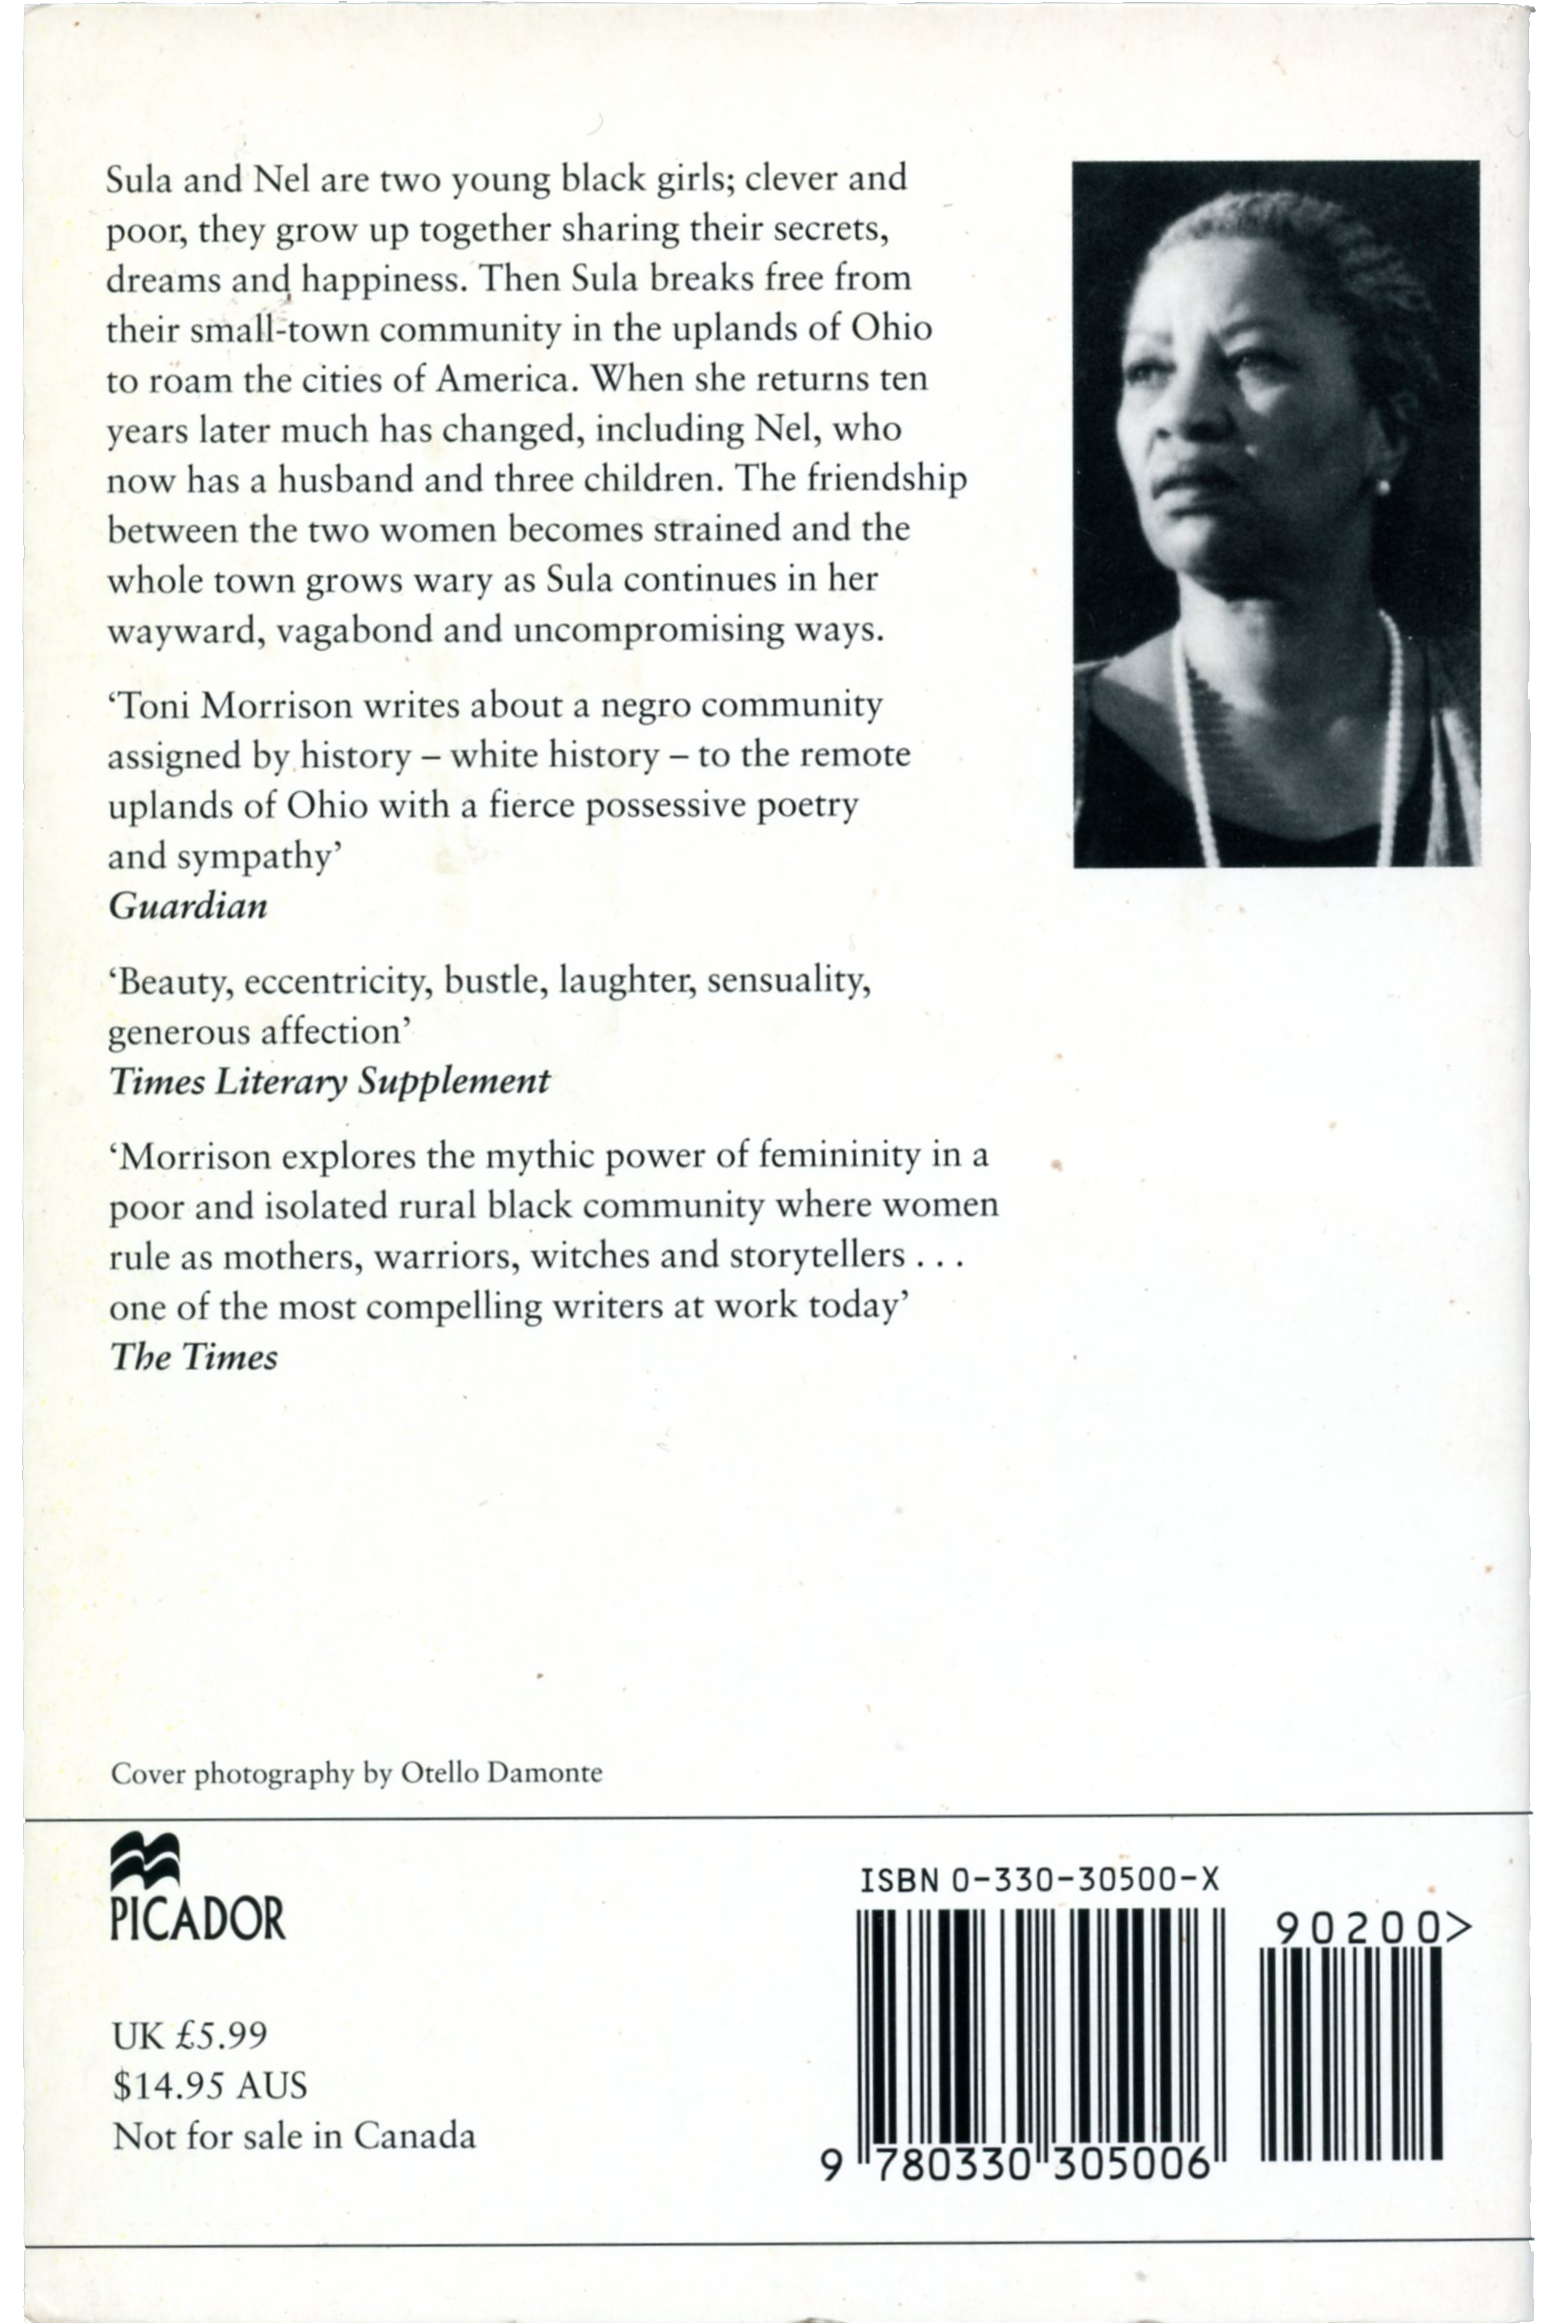 Sula and Nel are two young black girls; clever and
poor, they grow up together sharing their secrets,
dreams and happiness. Then Sula breaks free from
their small-town community in the uplands of Ohio
to roam the cities of America. When she returns ten
years later much has changed, including Nel, who
now has a husband and three children. The friendship
between the two women becomes strained and the
whole town grows wary as Sula continues in her
wayward, vagabond and uncompromising ways.
‘Toni Morrison writes about a negro community
assigned by history – white history – to the remote
uplands of Ohio with a fierce possessive poetry
and sympathy’
Guardian
‘Beauty, eccentricity, bustle, laughter, sensuality,
generous affection’
Times Literary Supplement
‘Morrison explores the mythic power of femininity in a
poor and isolated rural black community where women
rule as mothers, warriors, witches and storytellers . . .
one of the most compelling writers at work today’
The Times
Cover photography by Otello Damonte
PICADOR
UK £5.99
$14.95 AUS
Not for sale in Canada
ISBN 0-330-30500-X
90200>
9 780330 305006